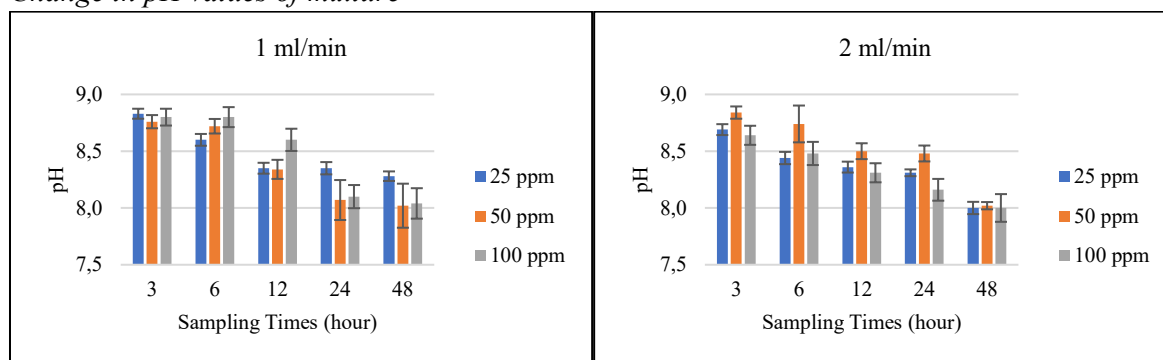 Change in pH values of mixture
1 ml/min
9,0
8,5
8,0
7,5
pH
3 6 12 24 48
Sampling Times (hour)
25 ppm
50 ppm
100 ppm
2 ml/min
9,0
8,5
8,0
7,5
pH
3 6 12 24 48
Sampling Times (hour)
25 ppm
50 ppm
100 ppm